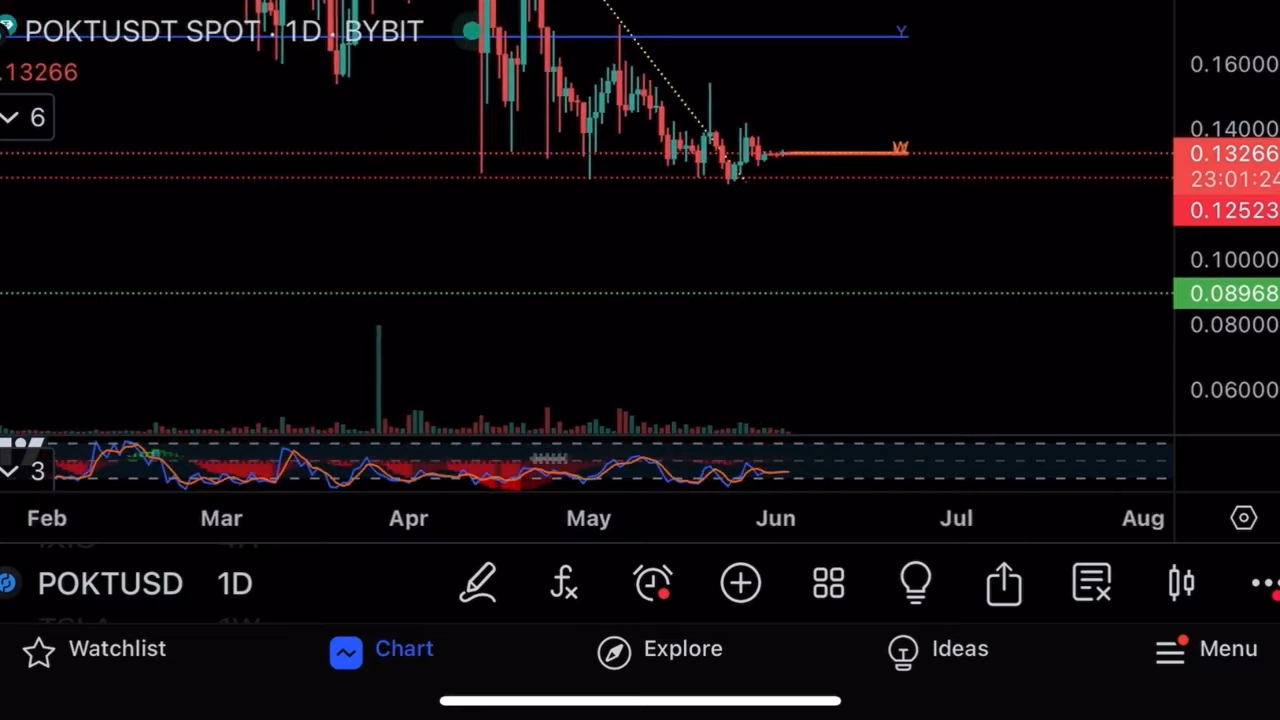 POKTUSDT SPOT · 1D · BYBIT
Y
0.16000
.13266
6
0.14000
W
0.13266
23:01:24
0.12523
0.10000
0.08968
0.08000
0.06000
3
Feb Mar Apr May Jun Jul Aug
POKTUSD 1D
Watchlist Chart Explore Ideas Menu